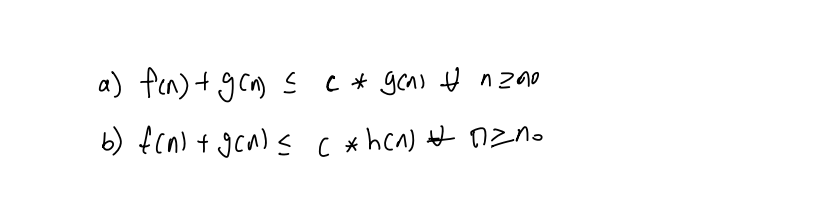 a) f(n) + g(n) ≤ c * g(n) ∀ n ≥ n0
b) f(n) + g(n) ≤ c * h(n) ∀ n ≥ n₀